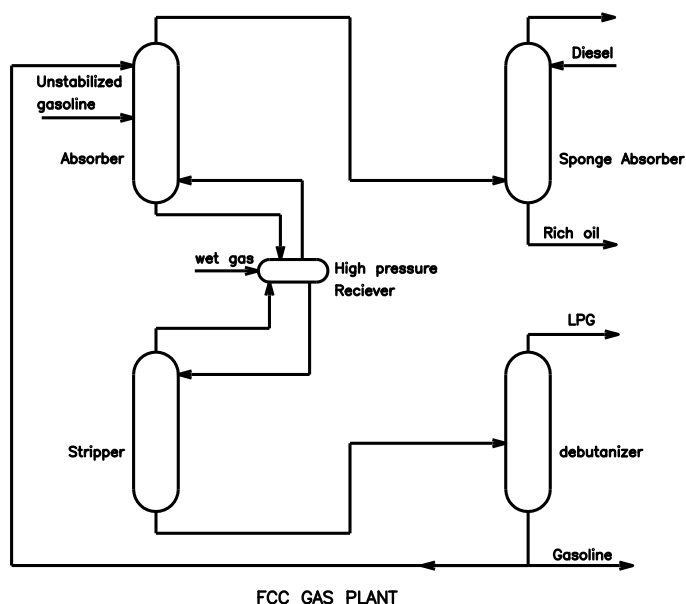 Diesel
Unstabilized
gasoline
Absorber
Sponge Absorber
Rich oil
wet gas
High pressure
Reciever
LPG
Stripper
debutanizer
Gasoline
FCC GAS PLANT